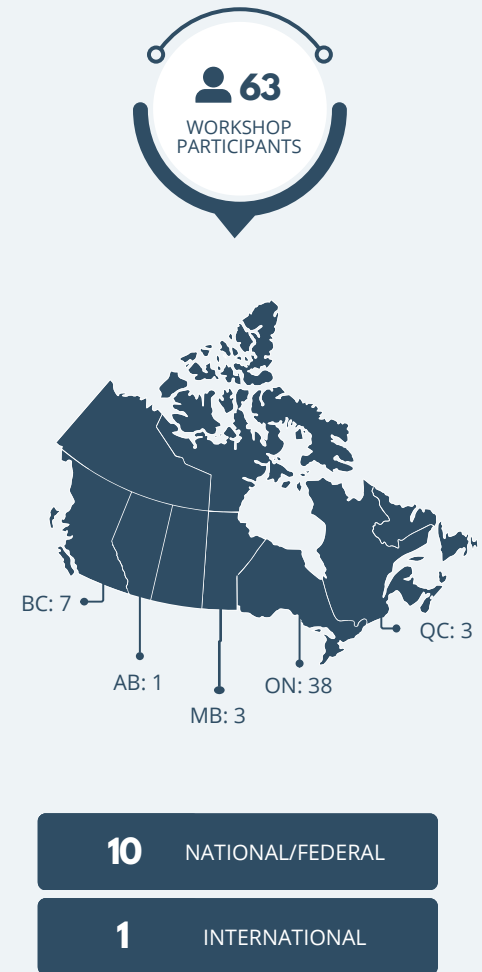 63
WORKSHOP
PARTICIPANTS
BC: 7
QC: 3
AB: 1
ON: 38
MB: 3
10 NATIONAL/FEDERAL
1 INTERNATIONAL